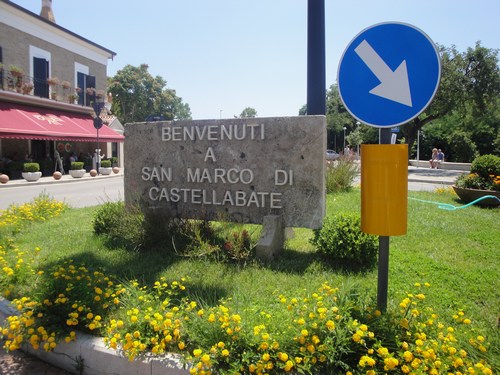 BENVENUTI
A
SAN MARCO DI
CASTELLABATE